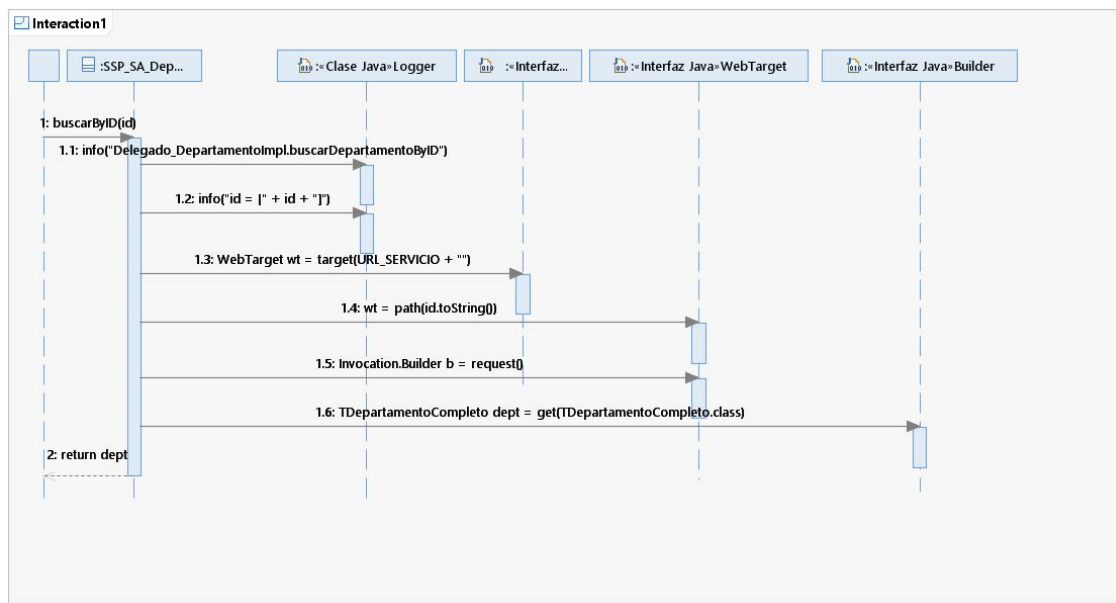 Interaction1
:SSP_SA_Dep...
:«Clase Java»Logger
:«Interfaz...
:«Interfaz Java»WebTarget
:«Interfaz Java»Builder
1: buscarByID(id)
1.1: info("Delegado_DepartamentoImpl.buscarDepartamentoByID")
1.2: info("id = [" + id + "]")
1.3: WebTarget wt = target(URL_SERVICIO + "")
1.4: wt = path(id.toString())
1.5: Invocation.Builder b = request()
1.6: TDepartamentoCompleto dept = get(TDepartamentoCompleto.class)
2: return dept